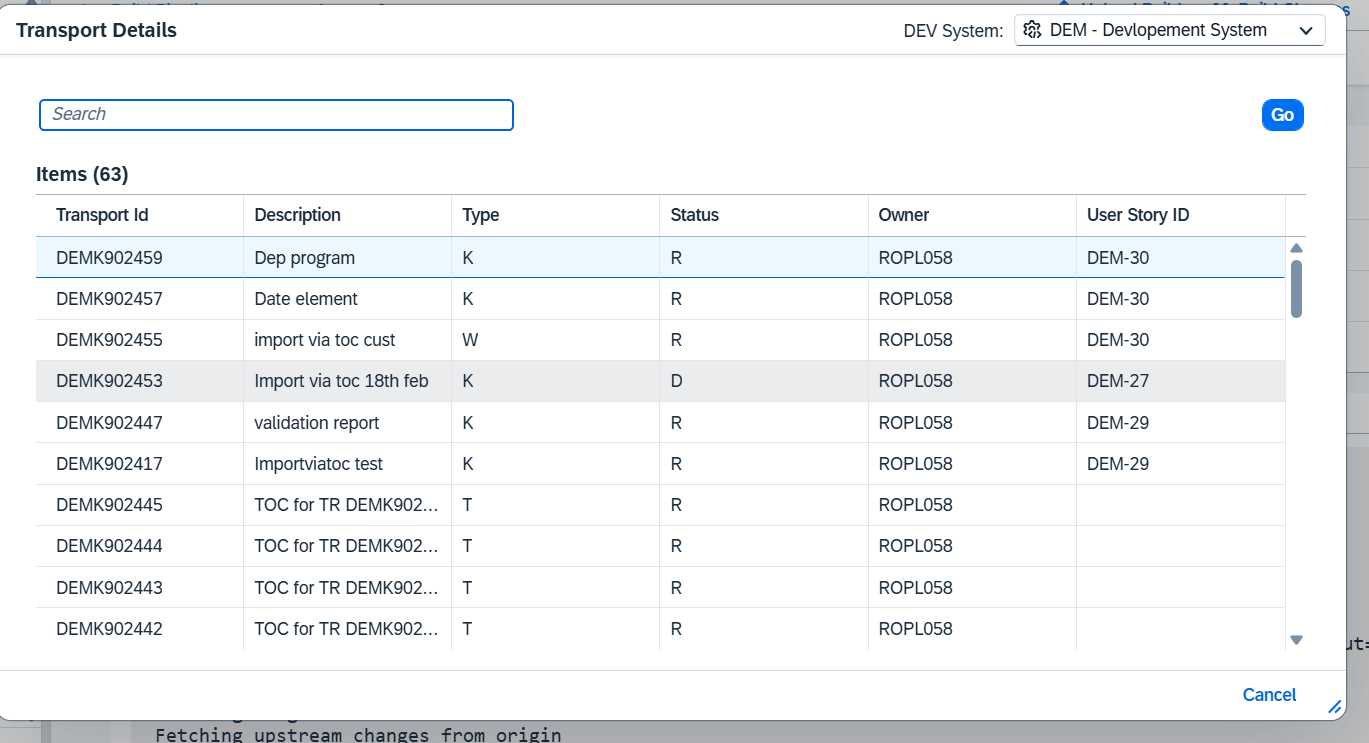 Transport Details DEV System: DEM - Devlopement System
Search Go
Items (63)
Transport Id Description Type Status Owner User Story ID
DEMK902459 Dep program K R ROPL058 DEM-30
DEMK902457 Date element K R ROPL058 DEM-30
DEMK902455 import via toc cust W R ROPL058 DEM-30
DEMK902453 Import via toc 18th feb K D ROPL058 DEM-27
DEMK902447 validation report K R ROPL058 DEM-29
DEMK902417 Importviatoc test K R ROPL058 DEM-29
DEMK902445 TOC for TR DEMK902... T R ROPL058
DEMK902444 TOC for TR DEMK902... T R ROPL058
DEMK902443 TOC for TR DEMK902... T R ROPL058
DEMK902442 TOC for TR DEMK902... T R ROPL058
ut=
Cancel
Fetching upstream changes from origin